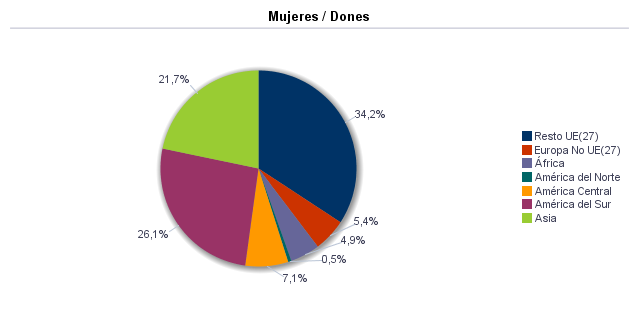 Mujeres / Dones
21,7%
34,2%
5,4%
4,9%
0,5%
7,1%
26,1%
Resto UE(27)
Europa No UE(27)
África
América del Norte
América Central
América del Sur
Asia